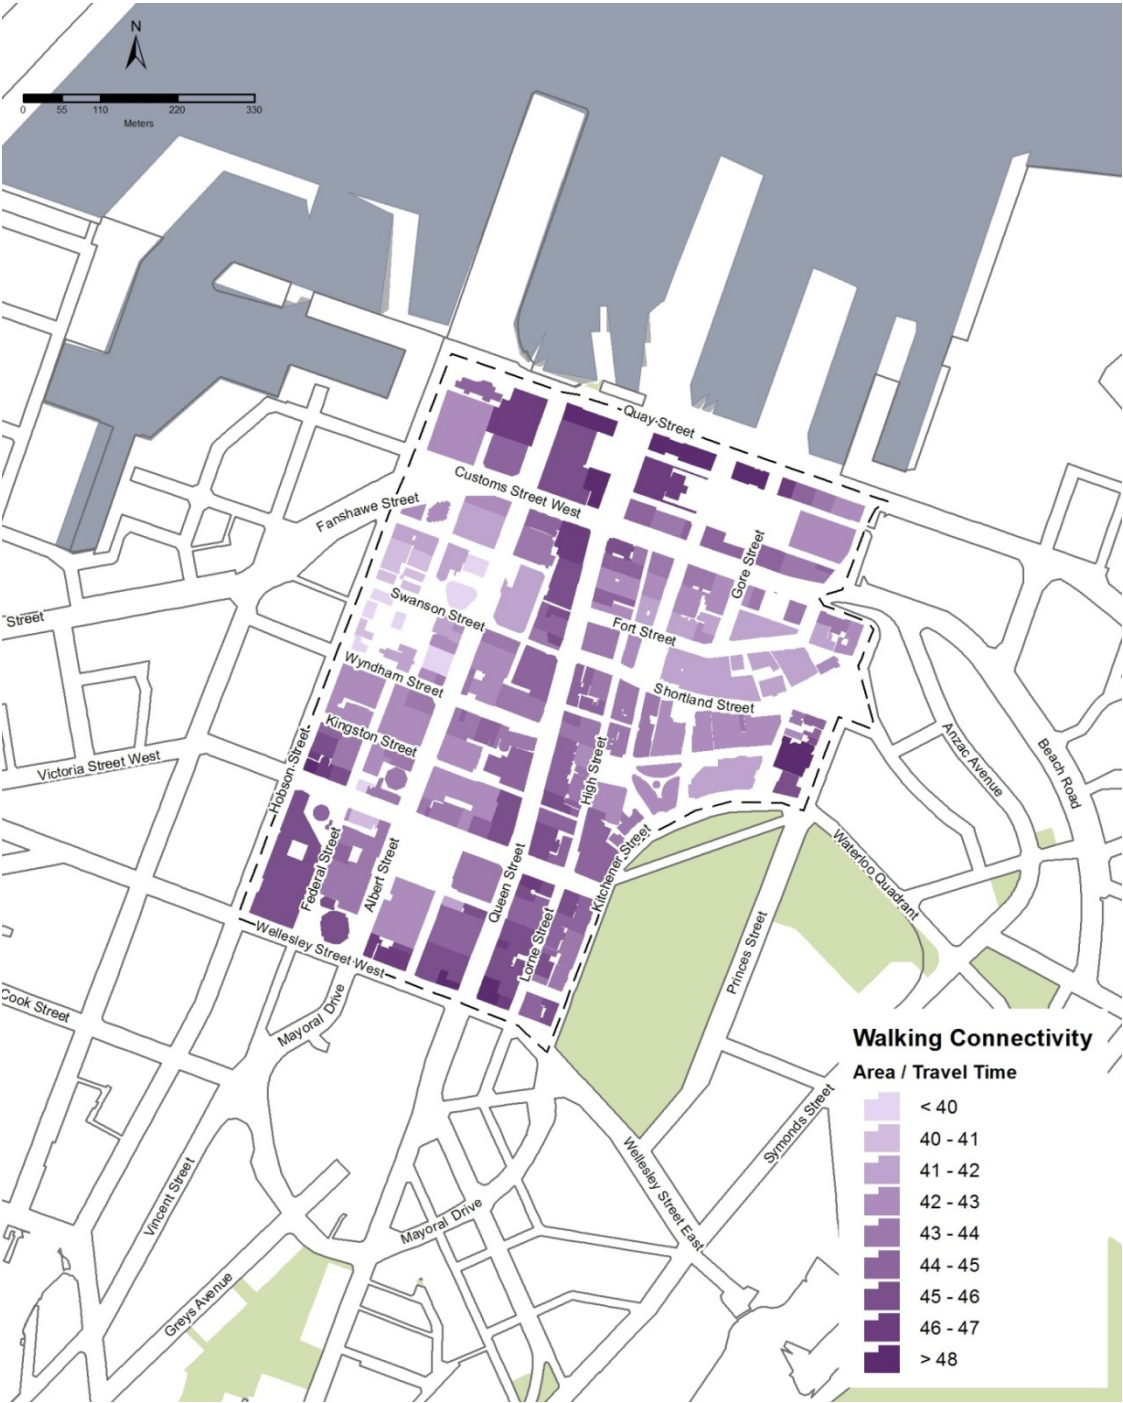 N
0 55 110 220 330
Meters
Quay Street
Customs Street West
Fanshawe Street
Gore Street
Swanson Street
Street
Fort Street
Wyndham Street
Shortland Street
Kingston Street
Hobson Street
High Street
Victoria Street West
Anzac Avenue
Beach Road
Federal Street
Albert Street
Queen Street
Kitchener Street
Waterloo Quadrant
Lorne Street
Wellesley Street West
Princes Street
Cook Street
Mayoral Drive
Walking Connectivity
Area / Travel Time
< 40
40 - 41
41 - 42
42 - 43
43 - 44
44 - 45
45 - 46
46 - 47
> 48
Symonds Street
Vincent Street
Wellesley Street East
Mayoral Drive
Greys Avenue